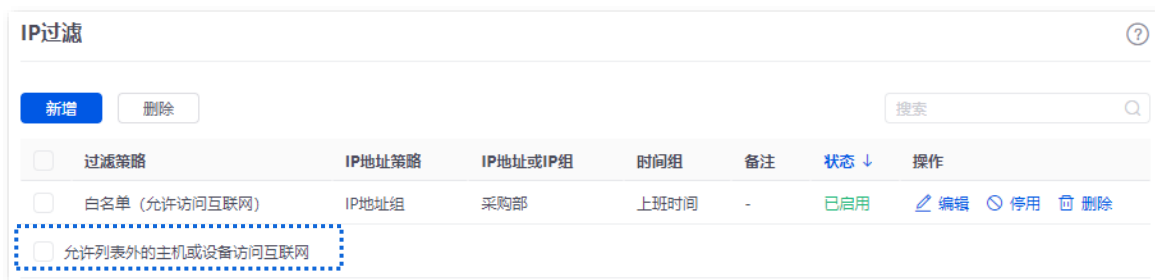 IP过滤
新增 删除 搜索
过滤策略 IP地址策略 IP地址或IP组 时间组 备注 状态 ↓ 操作
白名单（允许访问互联网） IP地址组 采购部 上班时间 - 已启用 编辑 停用 删除
允许列表外的主机或设备访问互联网